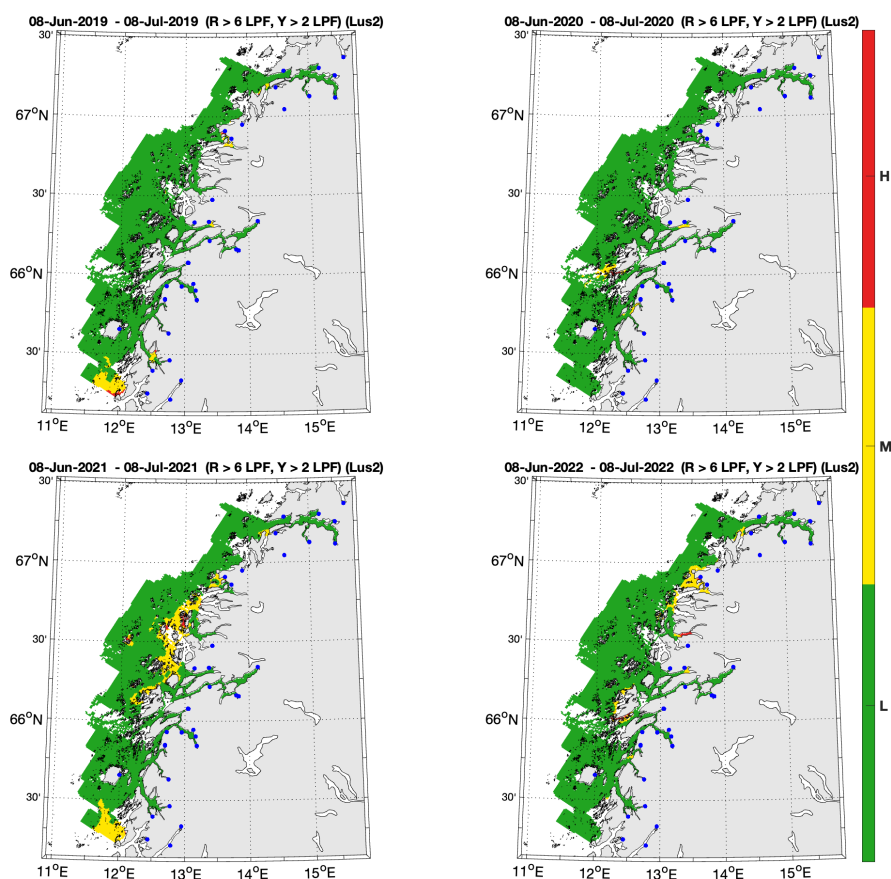 08-Jun-2019 - 08-Jul-2019 (R > 6 LPF, Y > 2 LPF) (Lus2)
30'
67°N
30'
66°N
30'
11°E 12°E 13°E 14°E 15°E
08-Jun-2020 - 08-Jul-2020 (R > 6 LPF, Y > 2 LPF) (Lus2)
30'
67°N
30'
66°N
30'
11°E 12°E 13°E 14°E 15°E
08-Jun-2021 - 08-Jul-2021 (R > 6 LPF, Y > 2 LPF) (Lus2)
30'
67°N
30'
66°N
30'
11°E 12°E 13°E 14°E 15°E
08-Jun-2022 - 08-Jul-2022 (R > 6 LPF, Y > 2 LPF) (Lus2)
30'
67°N
30'
66°N
30'
11°E 12°E 13°E 14°E 15°E
H
M
L